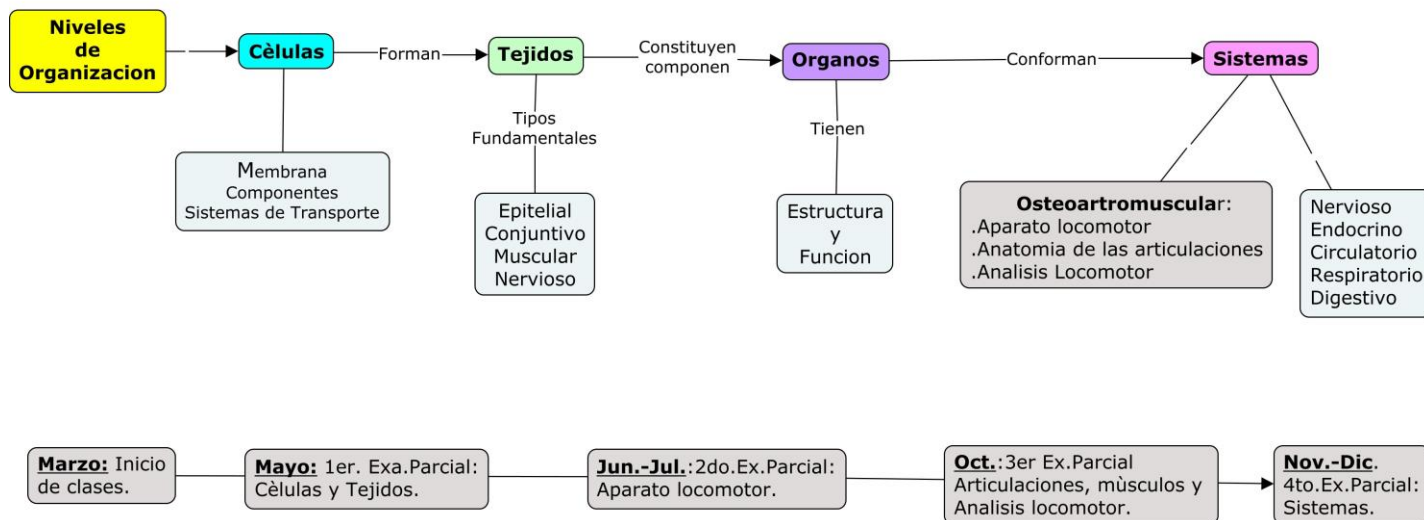 Niveles
de
Organizacion
Cèlulas
Forman
Tejidos
Constituyen
componen
Organos
Conforman
Sistemas
Membrana
Componentes
Sistemas de Transporte
Tipos
Fundamentales
Epitelial
Conjuntivo
Muscular
Nervioso
Tienen
Estructura
y
Funcion
Osteoartromuscular:
.Aparato locomotor
.Anatomia de las articulaciones
.Analisis Locomotor
Nervioso
Endocrino
Circulatorio
Respiratorio
Digestivo
Marzo: Inicio
de clases.
Mayo: 1er. Exa.Parcial:
Cèlulas y Tejidos.
Jun.-Jul.:2do.Ex.Parcial:
Aparato locomotor.
Oct.:3er Ex.Parcial
Articulaciones, mùsculos y
Analisis locomotor.
Nov.-Dic.
4to.Ex.Parcial:
Sistemas.